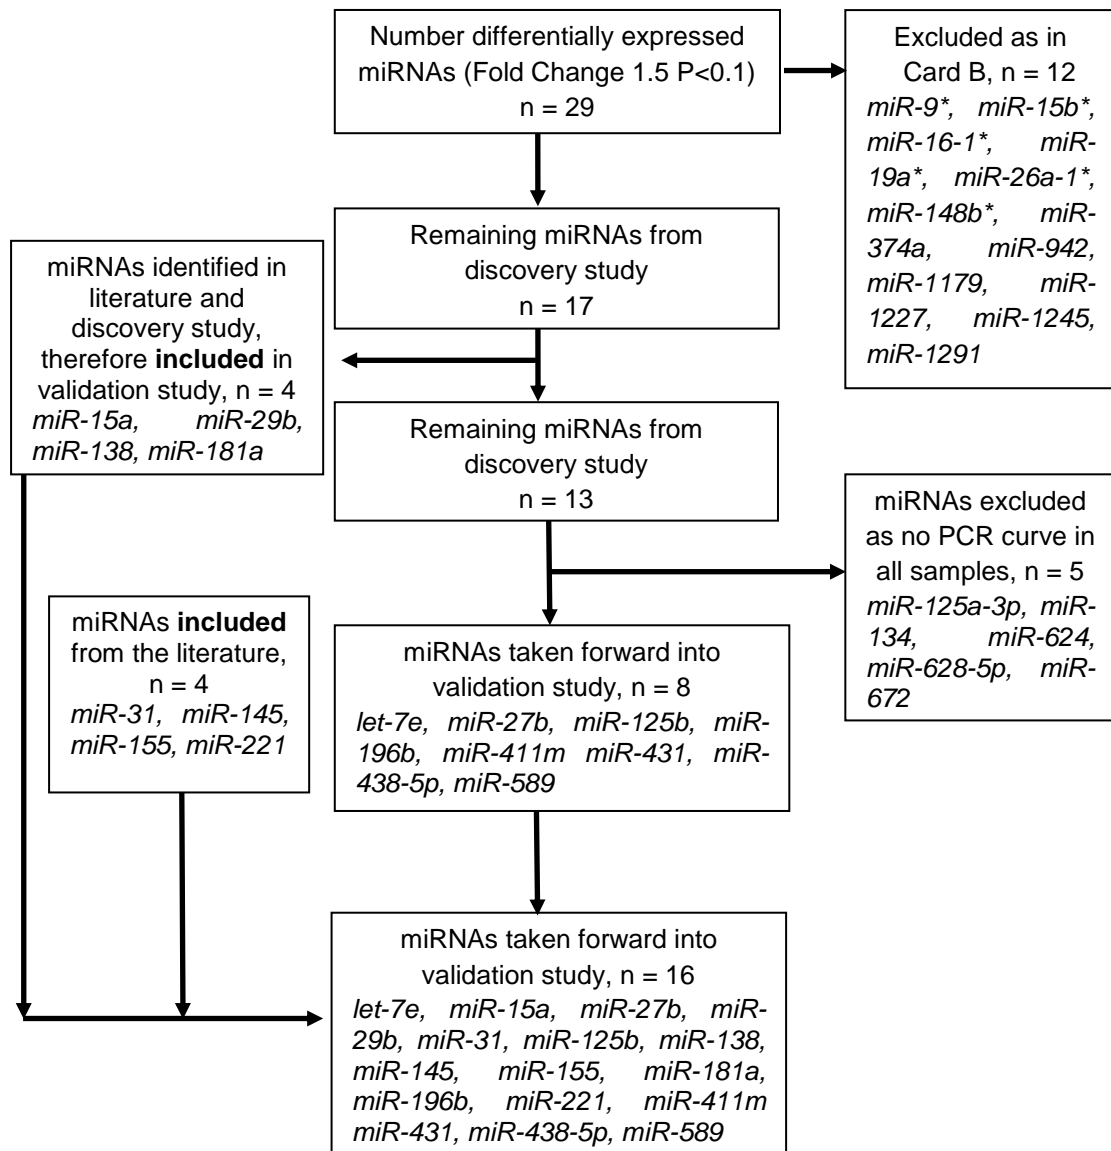 Number differentially expressed
miRNAs (Fold Change 1.5 P<0.1)
n = 29
Excluded as in
Card B, n = 12
miR-9*, miR-15b*,
miR-16-1*, miR-
19a*, miR-26a-1*,
miR-148b*, miR-
374a, miR-942,
miR-1179, miR-
1227, miR-1245,
miR-1291
Remaining miRNAs from
discovery study
n = 17
miRNAs identified in
literature and
discovery study,
therefore included in
validation study, n = 4
miR-15a, miR-29b,
miR-138, miR-181a
Remaining miRNAs from
discovery study
n = 13
miRNAs excluded
as no PCR curve in
all samples, n = 5
miR-125a-3p, miR-
134, miR-624,
miR-628-5p, miR-
672
miRNAs included
from the literature,
n = 4
miR-31, miR-145,
miR-155, miR-221
miRNAs taken forward into
validation study, n = 8
let-7e, miR-27b, miR-125b, miR-
196b, miR-411m miR-431, miR-
438-5p, miR-589
miRNAs taken forward into
validation study, n = 16
let-7e, miR-15a, miR-27b, miR-
29b, miR-31, miR-125b, miR-138,
miR-145, miR-155, miR-181a,
miR-196b, miR-221, miR-411m
miR-431, miR-438-5p, miR-589